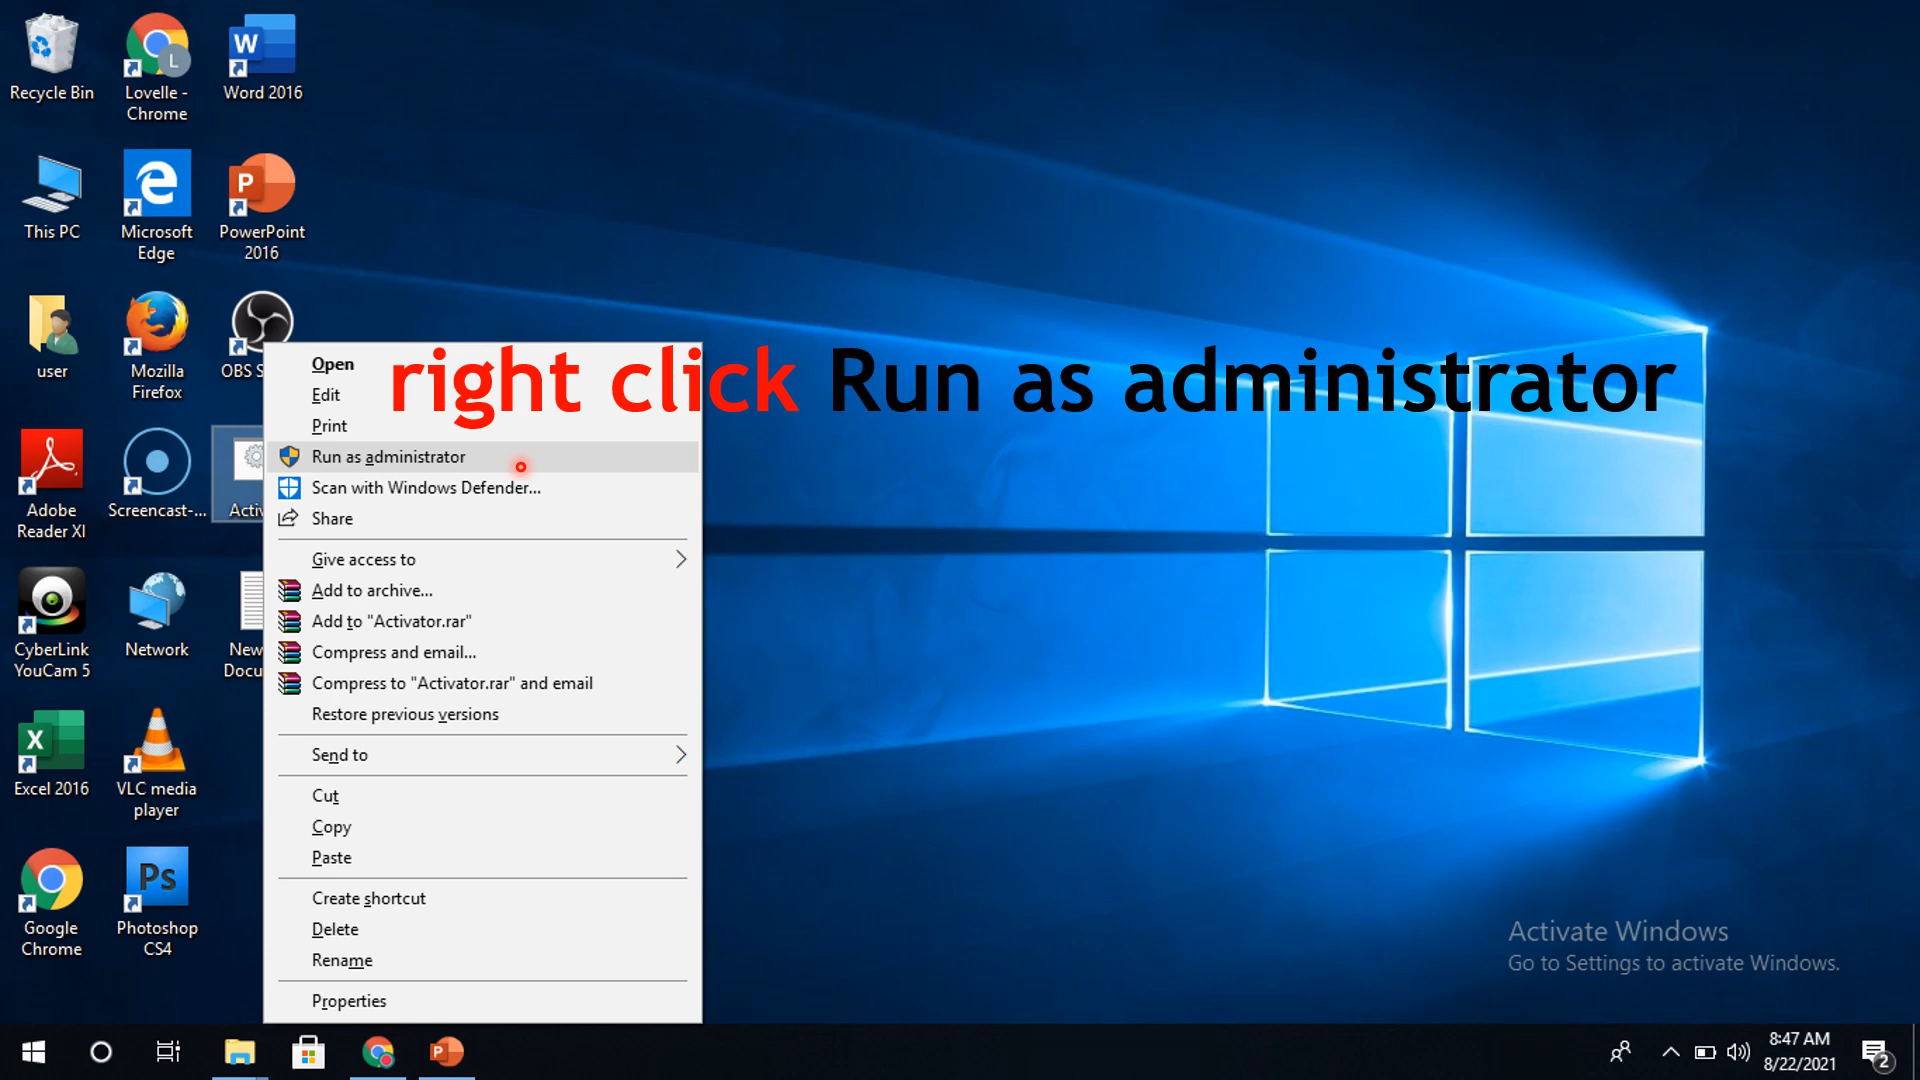 Recycle Bin
Lovelle -
Chrome
L
W
Word 2016
This PC
Microsoft
Edge
P
PowerPoint
2016
user
Mozilla
Firefox
OBS S
Adobe
Reader XI
Screencast-...
Activ
CyberLink
YouCam 5
Network
New
Docu
X
Excel 2016
VLC media
player
Google
Chrome
Ps
Photoshop
CS4
right click Run as administrator
Open
Edit
Print
Run as administrator
Scan with Windows Defender...
Share
Give access to
Add to archive...
Add to "Activator.rar"
Compress and email...
Compress to "Activator.rar" and email
Restore previous versions
Send to
Cut
Copy
Paste
Create shortcut
Delete
Rename
Properties
Activate Windows
Go to Settings to activate Windows.
P
8:47 AM
8/22/2021
2